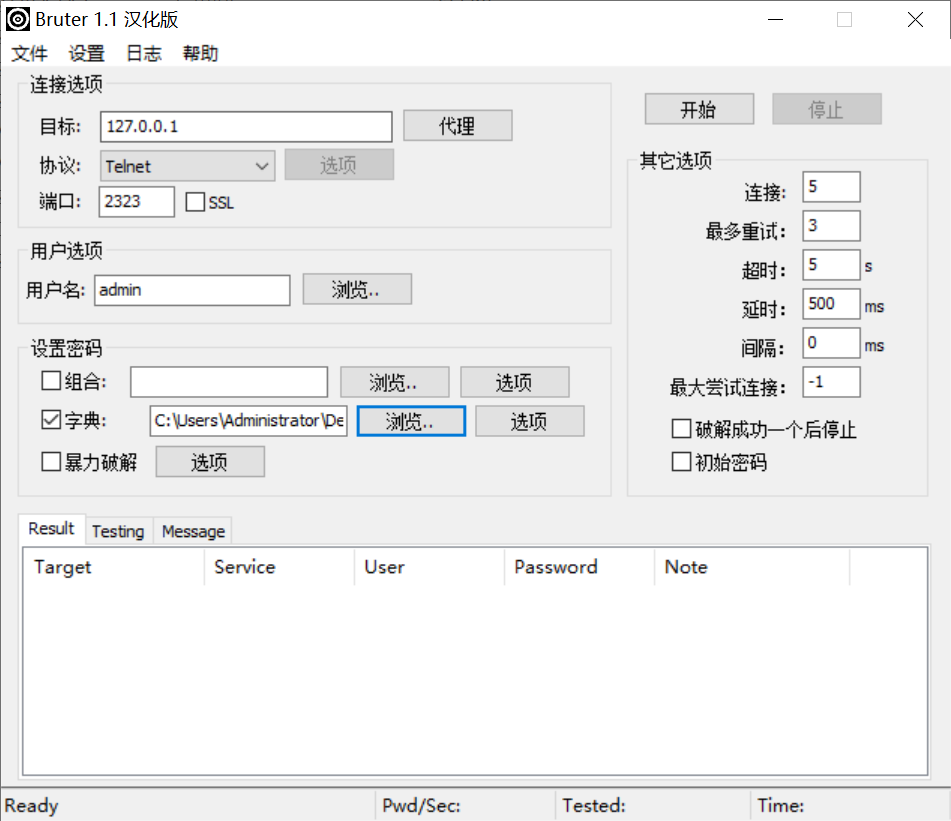 Bruter 1.1 汉化版
文件 设置 日志 帮助
连接选项
目标: 127.0.0.1 代理
协议: Telnet 选项
端口: 2323 SSL
用户选项
用户名: admin 浏览..
设置密码
组合: 浏览.. 选项
字典: C:\Users\Administrator\De 浏览.. 选项
暴力破解 选项
开始 停止
其它选项
连接: 5
最多重试: 3
超时: 5 s
延时: 500 ms
间隔: 0 ms
最大尝试连接: -1
破解成功一个后停止
初始密码
Result Testing Message
Target Service User Password Note
Ready Pwd/Sec: Tested: Time: